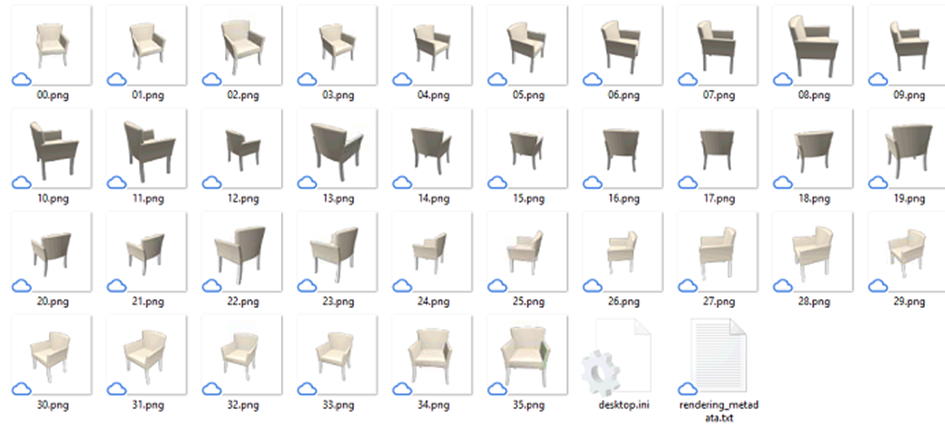 00.png 01.png 02.png 03.png 04.png 05.png 06.png 07.png 08.png 09.png
10.png 11.png 12.png 13.png 14.png 15.png 16.png 17.png 18.png 19.png
20.png 21.png 22.png 23.png 24.png 25.png 26.png 27.png 28.png 29.png
30.png 31.png 32.png 33.png 34.png 35.png desktop.ini rendering_metad
ata.txt